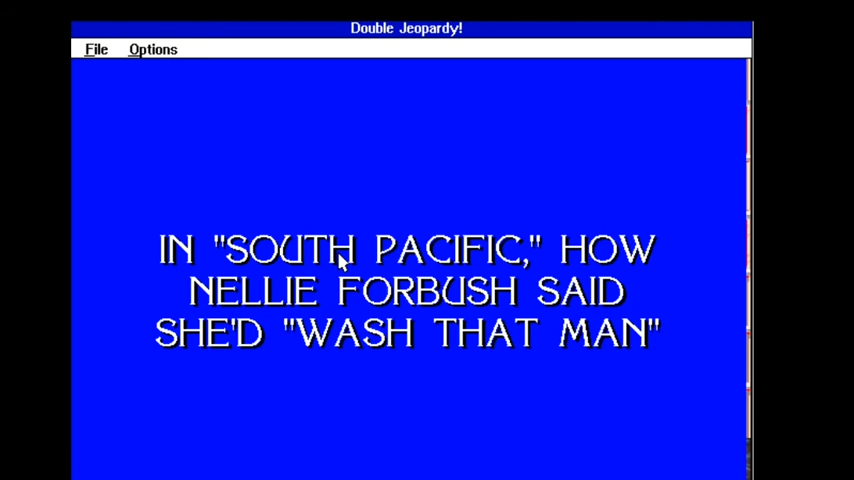 Double Jeopardy!
File Options
IN "SOUTH PACIFIC," HOW
NELLIE FORBUSH SAID
SHE'D "WASH THAT MAN"